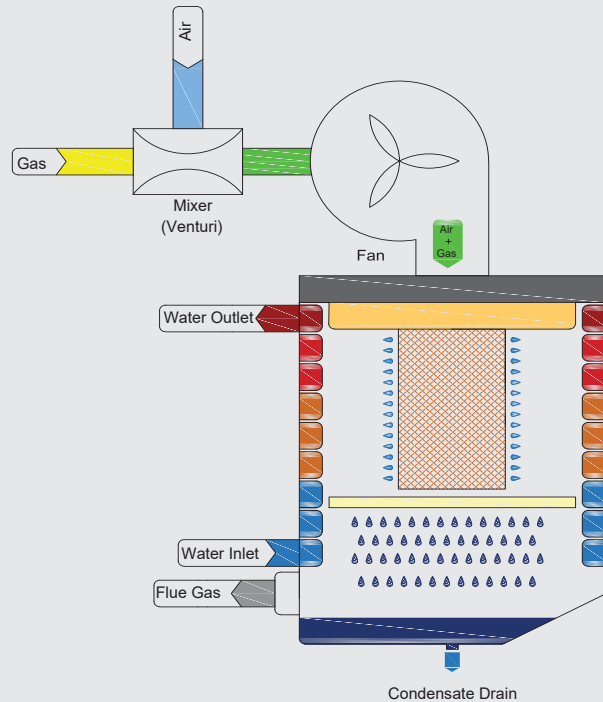 Air
Gas
Mixer
(Venturi)
Fan
Air
+
Gas
Water Outlet
Water Inlet
Flue Gas
Condensate Drain